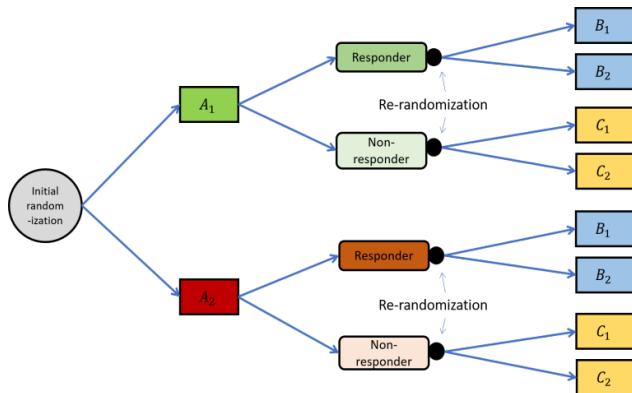 B₁
Responder
B₂
A₁
Re-randomization
C₁
Non-
responder
C₂
Initial
random
-ization
B₁
Responder
B₂
A₂
Re-randomization
C₁
Non-
responder
C₂